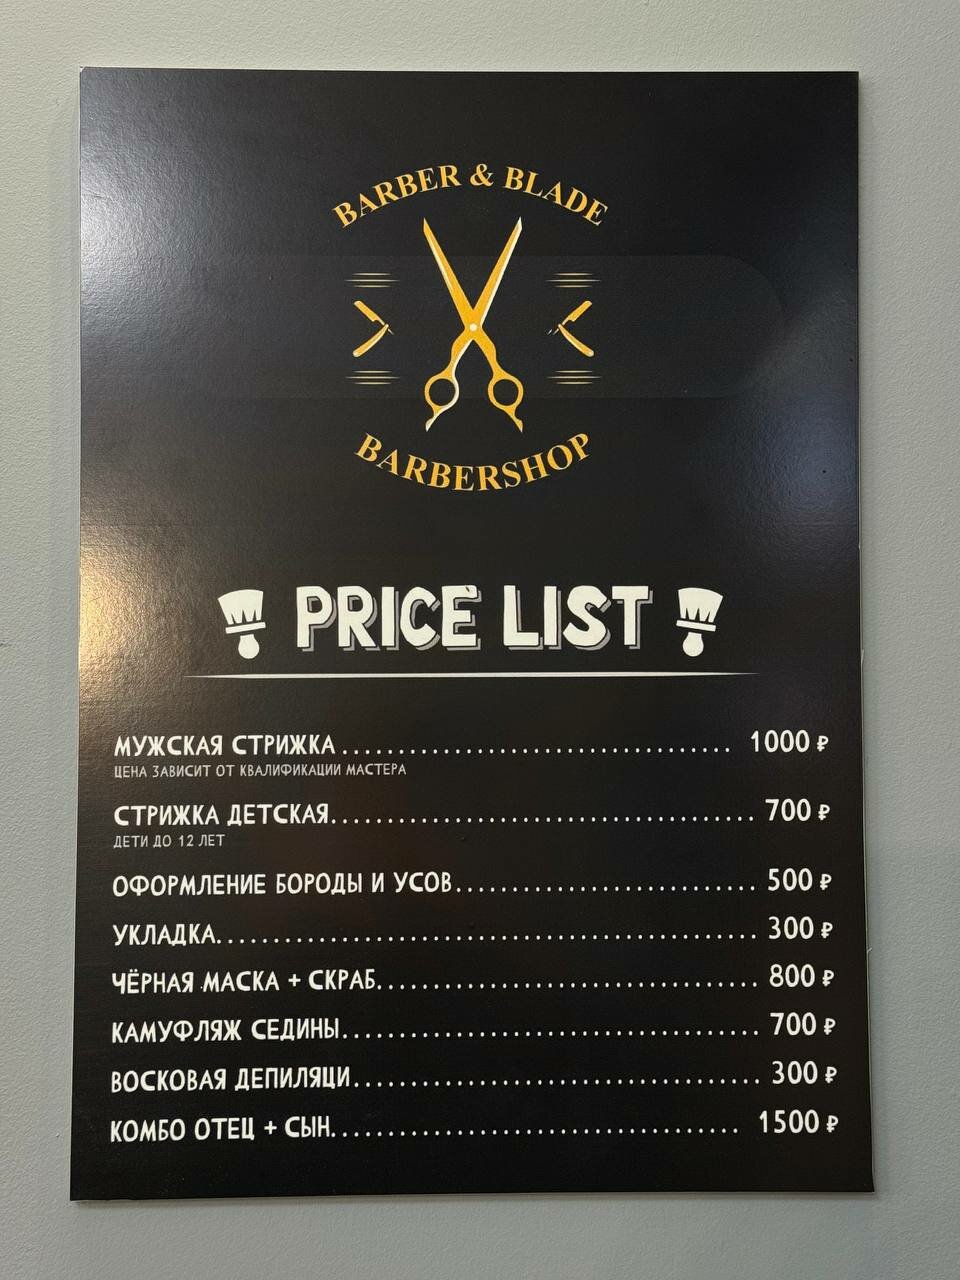 BARBER & BLADE
BARBERSHOP
PRICE LIST
МУЖСКАЯ СТРИЖКА.................................. 1000 ₽
ЦЕНА ЗАВИСИТ ОТ КВАЛИФИКАЦИИ МАСТЕРА
СТРИЖКА ДЕТСКАЯ..................................... 700 ₽
ДЕТИ ДО 12 ЛЕТ
ОФОРМЛЕНИЕ БОРОДЫ И УСОВ.......................... 500 ₽
УКЛАДКА................................................ 300 ₽
ЧЁРНАЯ МАСКА + СКРАБ................................. 800 ₽
КАМУФЛЯЖ СЕДИНЫ..................................... 700 ₽
ВОСКОВАЯ ДЕПИЛЯЦИ.................................... 300 ₽
КОМБО ОТЕЦ + СЫН.................................... 1500 ₽